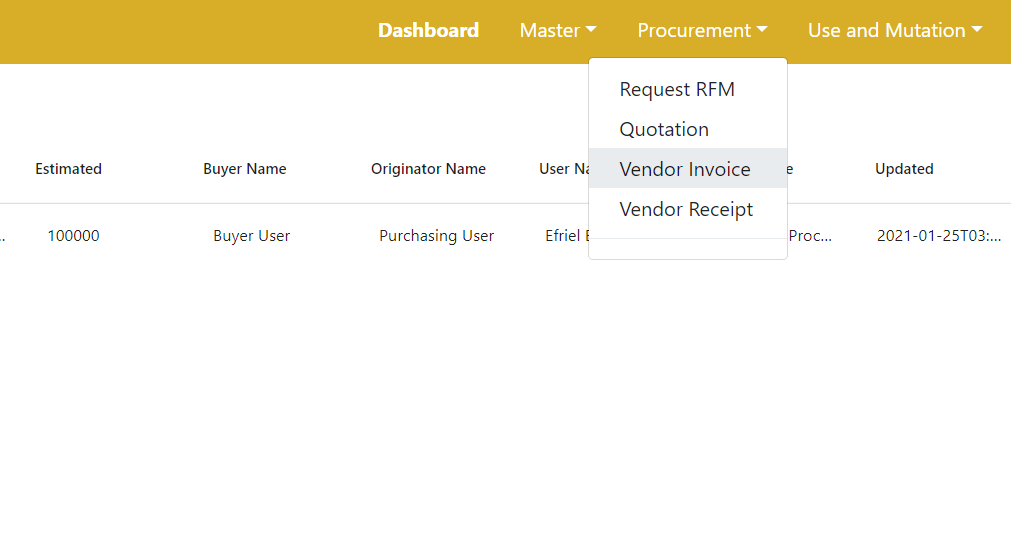 Dashboard Master Procurement Use and Mutation
Request RFM
Quotation
Vendor Invoice
Vendor Receipt
Estimated Buyer Name Originator Name User Updated
100000 Buyer User Purchasing User Efriel Proc... 2021-01-25T03:...